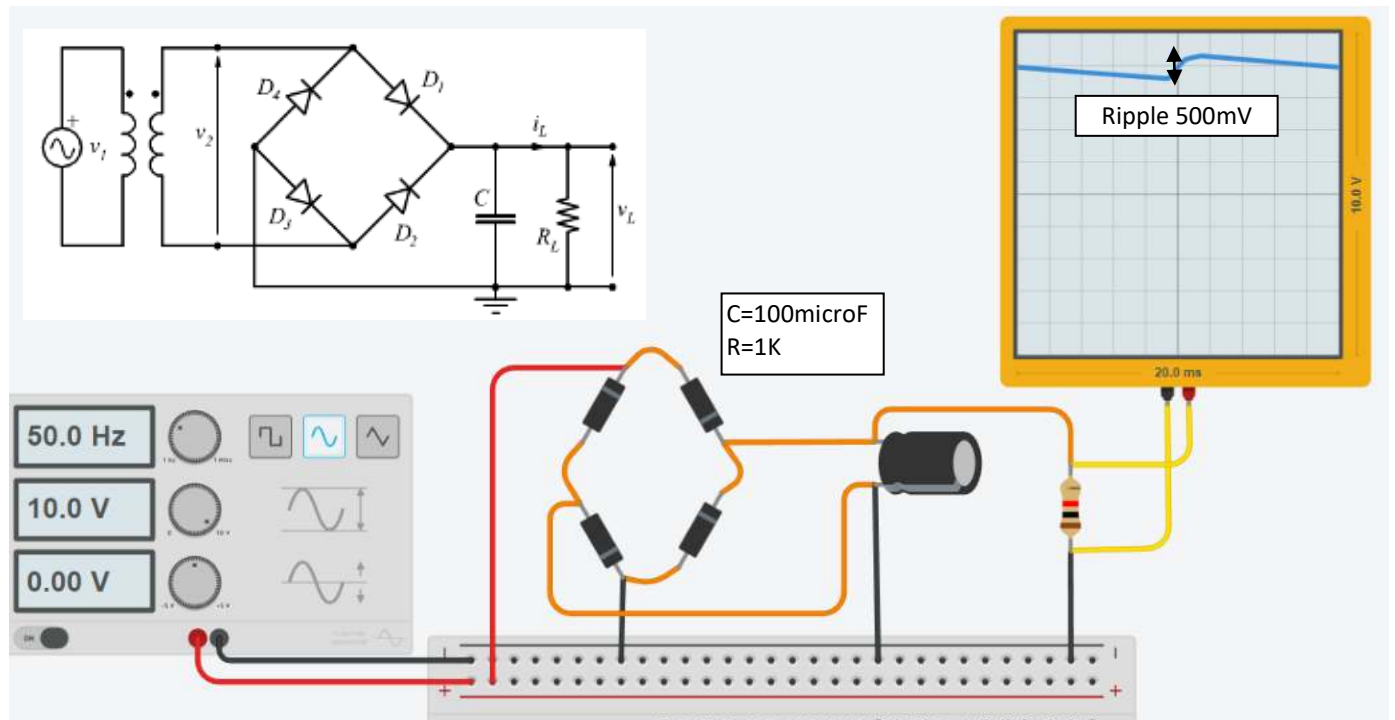 D4
D1
D3
D2
+
v1
v2
iL
C
RL
vL
Ripple 500mV
10.0 V
20.0 ms
C=100microF
R=1K
50.0 Hz
10.0 V
0.00 V
+
+